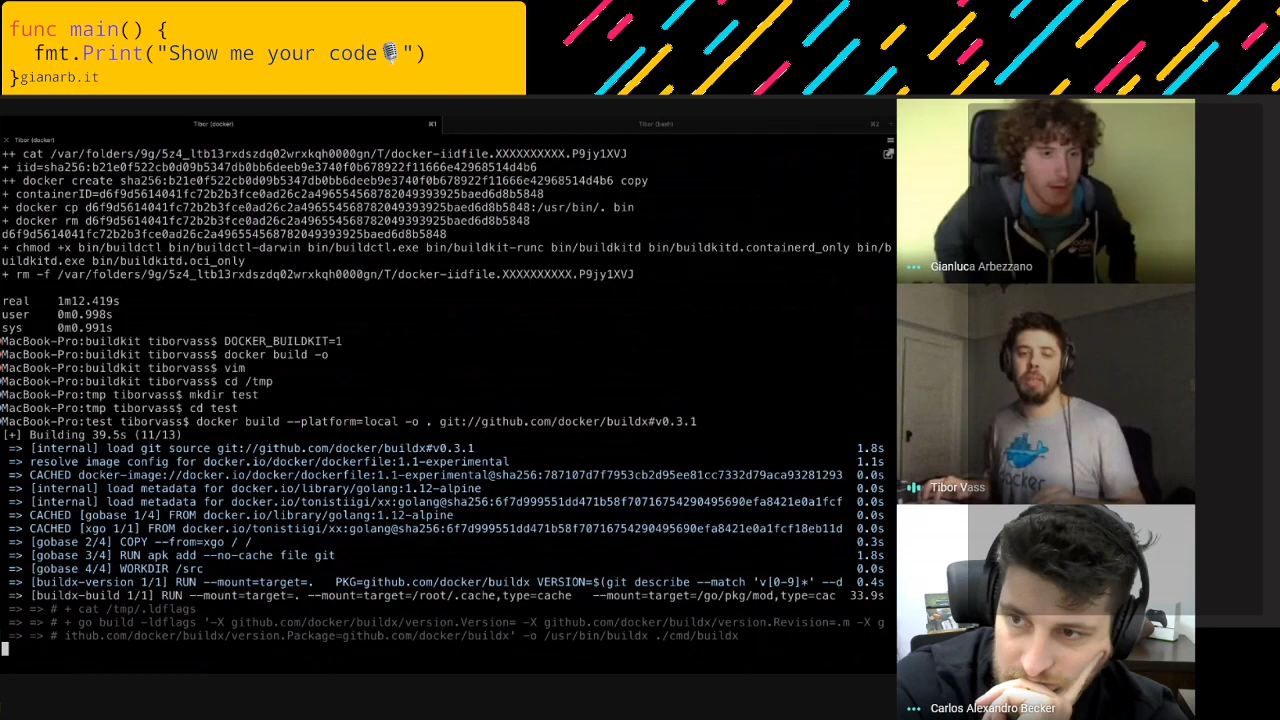 func main() {
fmt.Print("Show me your code🎙️")
}gianarb.it
Tibor (docker)
⌘1
Tibor (bash)
⌘2
Tibor (docker)
++ cat /var/folders/9g/5z4_ltb13rxdszdq02wrxkqh0000gn/T/docker-iidfile.XXXXXXXXXX.P9jy1XVJ
+ iid=sha256:b21e0f522cb0d09b5347db0bb6deeb9e3740f0b678922f11666e42968514d4b6
++ docker create sha256:b21e0f522cb0d09b5347db0bb6deeb9e3740f0b678922f11666e42968514d4b6 copy
+ containerID=d6f9d5614041fc72b2b3fce0ad26c2a4965545687820493939​25baed6d8b5848
+ docker cp d6f9d5614041fc72b2b3fce0ad26c2a496554568782049393925baed6d8b5848:/usr/bin/. bin
+ docker rm d6f9d5614041fc72b2b3fce0ad26c2a496554568782049393925baed6d8b5848
d6f9d5614041fc72b2b3fce0ad26c2a496554568782049393925baed6d8b5848
+ chmod +x bin/buildctl bin/buildctl-darwin bin/buildctl.exe bin/buildkit-runc bin/buildkitd bin/buildkitd.containerd_only bin/b
uildkitd.exe bin/buildkitd.oci_only
+ rm -f /var/folders/9g/5z4_ltb13rxdszdq02wrxkqh0000gn/T/docker-iidfile.XXXXXXXXXX.P9jy1XVJ
real 1m12.419s
user 0m0.998s
sys 0m0.991s
MacBook-Pro:buildkit tiborvass$ DOCKER_BUILDKIT=1
MacBook-Pro:buildkit tiborvass$ docker build -o
MacBook-Pro:buildkit tiborvass$ vim
MacBook-Pro:buildkit tiborvass$ cd /tmp
MacBook-Pro:tmp tiborvass$ mkdir test
MacBook-Pro:tmp tiborvass$ cd test
MacBook-Pro:test tiborvass$ docker build --platform=local -o . git://github.com/docker/buildx#v0.3.1
[+] Building 39.5s (11/13)
=> [internal] load git source git://github.com/docker/buildx#v0.3.1 1.8s
=> resolve image config for docker.io/docker/dockerfile:1.1-experimental 1.1s
=> CACHED docker-image://docker.io/docker/dockerfile:1.1-experimental@sha256:787107d7f7953cb2d95ee81cc7332d79aca93281293 0.0s
=> [internal] load metadata for docker.io/library/golang:1.12-alpine 0.0s
=> [internal] load metadata for docker.io/tonistiigi/xx:golang@sha256:6f7d999551dd471b58f70716754290495690efa8421e0a1fcf 0.0s
=> CACHED [gobase 1/4] FROM docker.io/library/golang:1.12-alpine 0.0s
=> CACHED [xgo 1/1] FROM docker.io/tonistiigi/xx:golang@sha256:6f7d999551dd471b58f70716754290495690efa8421e0a1fcf18eb11d 0.0s
=> [gobase 2/4] COPY --from=xgo / / 0.3s
=> [gobase 3/4] RUN apk add --no-cache file git 1.8s
=> [gobase 4/4] WORKDIR /src 0.0s
=> [buildx-version 1/1] RUN --mount=target=. PKG=github.com/docker/buildx VERSION=$(git describe --match 'v[0-9]*' --d 0.4s
=> [buildx-build 1/1] RUN --mount=target=. --mount=target=/root/.cache,type=cache --mount=target=/go/pkg/mod,type=cac 33.9s
=> => # + cat /tmp/.ldflags
=> => # + go build -ldflags '-X github.com/docker/buildx/version.Version= -X github.com/docker/buildx/version.Revision=.m -X g
=> => # ithub.com/docker/buildx/version.Package=github.com/docker/buildx' -o /usr/bin/buildx ./cmd/buildx
Gianluca Arbezzano
Tibor Vass
Carlos Alexandro Becker